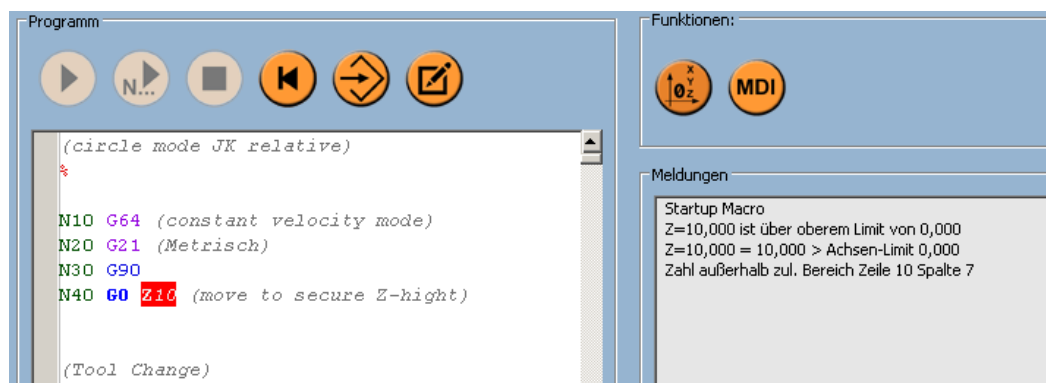 Programm
N...
(circle mode JK relative)
%
N10 G64 (constant velocity mode)
N20 G21 (Metrisch)
N30 G90
N40 G0 Z10 (move to secure Z-hight)
(Tool Change)
Funktionen:
X
Y
0 Z
MDI
Meldungen
Startup Macro
Z=10,000 ist über oberem Limit von 0,000
Z=10,000 = 10,000 > Achsen-Limit 0,000
Zahl außerhalb zul. Bereich Zeile 10 Spalte 7